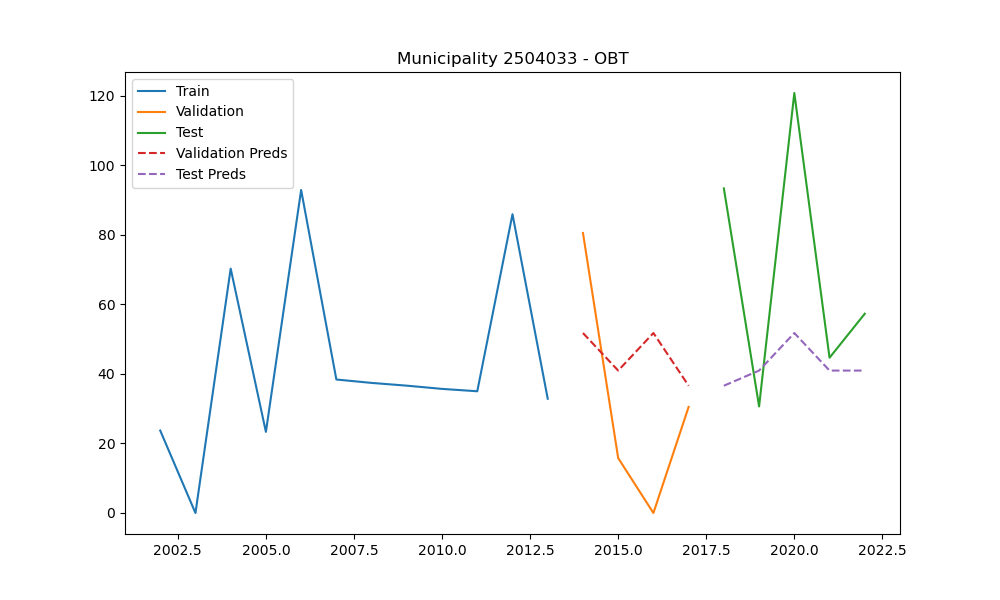 Municipality 2504033 - OBT
Train
Validation
Test
Validation Preds
Test Preds
120
100
80
60
40
20
0
2002.5 2005.0 2007.5 2010.0 2012.5 2015.0 2017.5 2020.0 2022.5